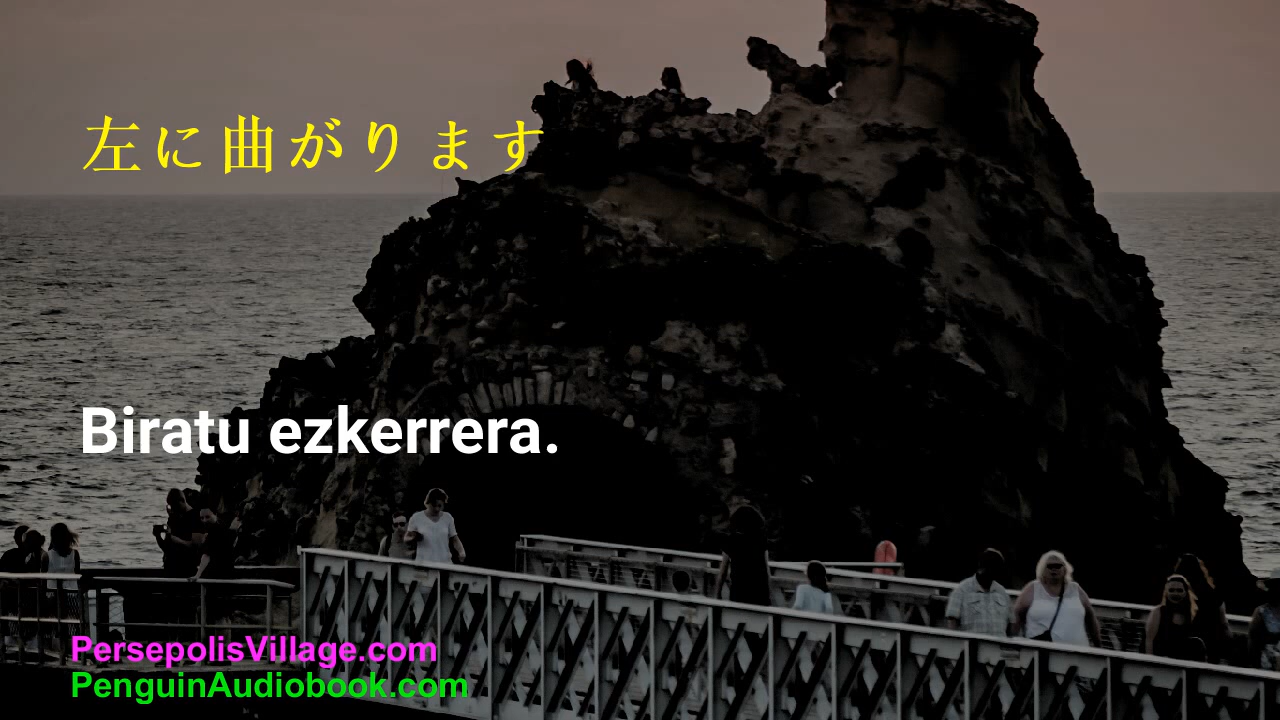 左に曲がります
Biratu ezkerrera.
PersepolisVillage.com
PenguinAudiobook.com